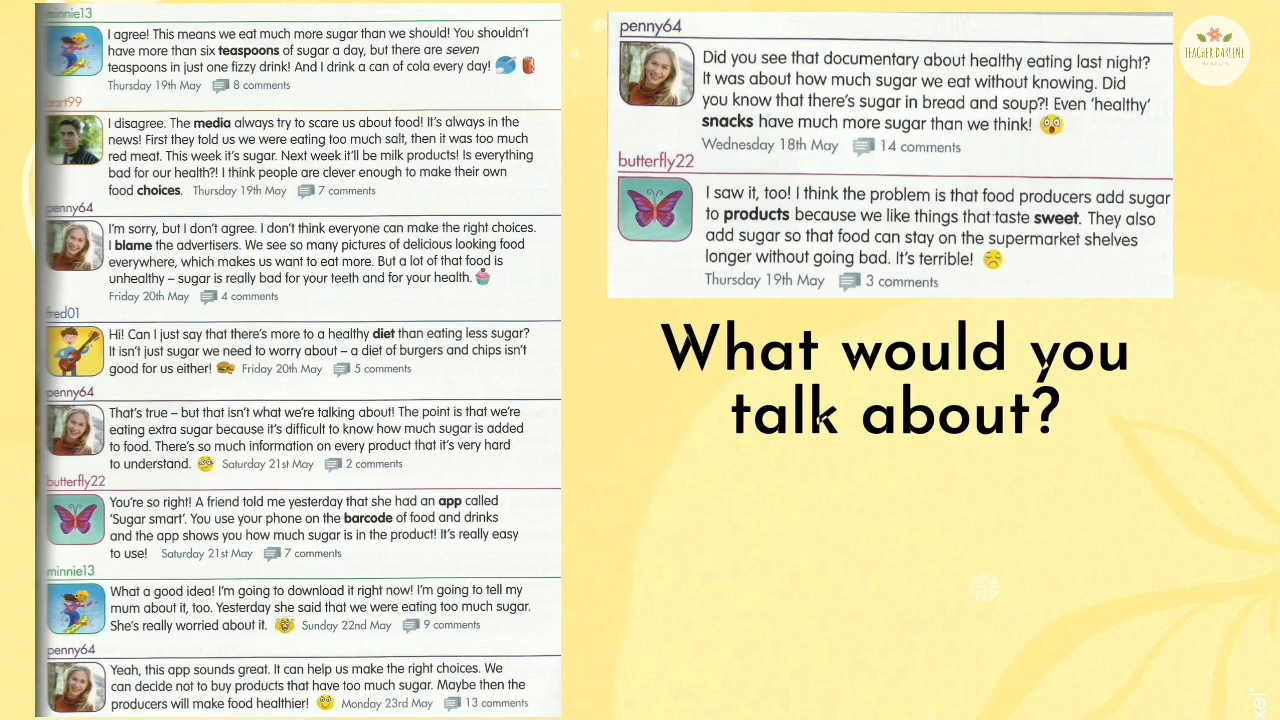 minnie13
I agree! This means we eat much more sugar than we should! You shouldn't
have more than six teaspoons of sugar a day, but there are seven
teaspoons in just one fizzy drink! And I drink a can of cola every day!
Thursday 19th May 8 comments
bart99
I disagree. The media always try to scare us about food! It's always in the
news! First they told us we were eating too much salt, then it was too much
red meat. This week it's sugar. Next week it'll be milk products! Is everything
bad for our health?! I think people are clever enough to make their own
food choices. Thursday 19th May 7 comments
penny64
I'm sorry, but I don't agree. I don't think everyone can make the right choices.
I blame the advertisers. We see so many pictures of delicious looking food
everywhere, which makes us want to eat more. But a lot of that food is
unhealthy – sugar is really bad for your teeth and for your health.
Friday 20th May 4 comments
fred01
Hi! Can I just say that there's more to a healthy diet than eating less sugar?
It isn't just sugar we need to worry about – a diet of burgers and chips isn't
good for us either! Friday 20th May 5 comments
penny64
That's true – but that isn't what we're talking about! The point is that we're
eating extra sugar because it's difficult to know how much sugar is added
to food. There's so much information on every product that it's very hard
to understand. Saturday 21st May 2 comments
butterfly22
You're so right! A friend told me yesterday that she had an app called
'Sugar smart'. You use your phone on the barcode of food and drinks
and the app shows you how much sugar is in the product! It's really easy
to use! Saturday 21st May 7 comments
minnie13
What a good idea! I'm going to download it right now! I'm going to tell my
mum about it, too. Yesterday she said that we were eating too much sugar.
She's really worried about it. Sunday 22nd May 9 comments
penny64
Yeah, this app sounds great. It can help us make the right choices. We
can decide not to buy products that have too much sugar. Maybe then the
producers will make food healthier! Monday 23rd May 13 comments
penny64
Did you see that documentary about healthy eating last night?
It was about how much sugar we eat without knowing. Did
you know that there's sugar in bread and soup?! Even 'healthy'
snacks have much more sugar than we think!
Wednesday 18th May 14 comments
butterfly22
I saw it, too! I think the problem is that food producers add sugar
to products because we like things that taste sweet. They also
add sugar so that food can stay on the supermarket shelves
longer without going bad. It's terrible!
Thursday 19th May 3 comments
What would you
talk about?
TEACHER DARLINE